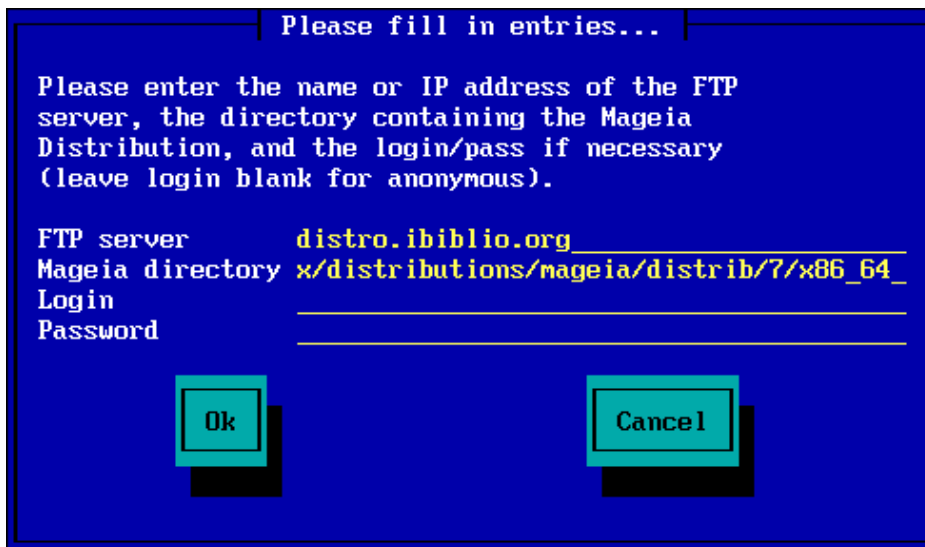 Please fill in entries...
Please enter the name or IP address of the FTP
server, the directory containing the Mageia
Distribution, and the login/pass if necessary
(leave login blank for anonymous).
FTP server distro.ibiblio.org
Mageia directory x/distributions/mageia/distrib/7/x86_64_
Login
Password
Ok Cancel